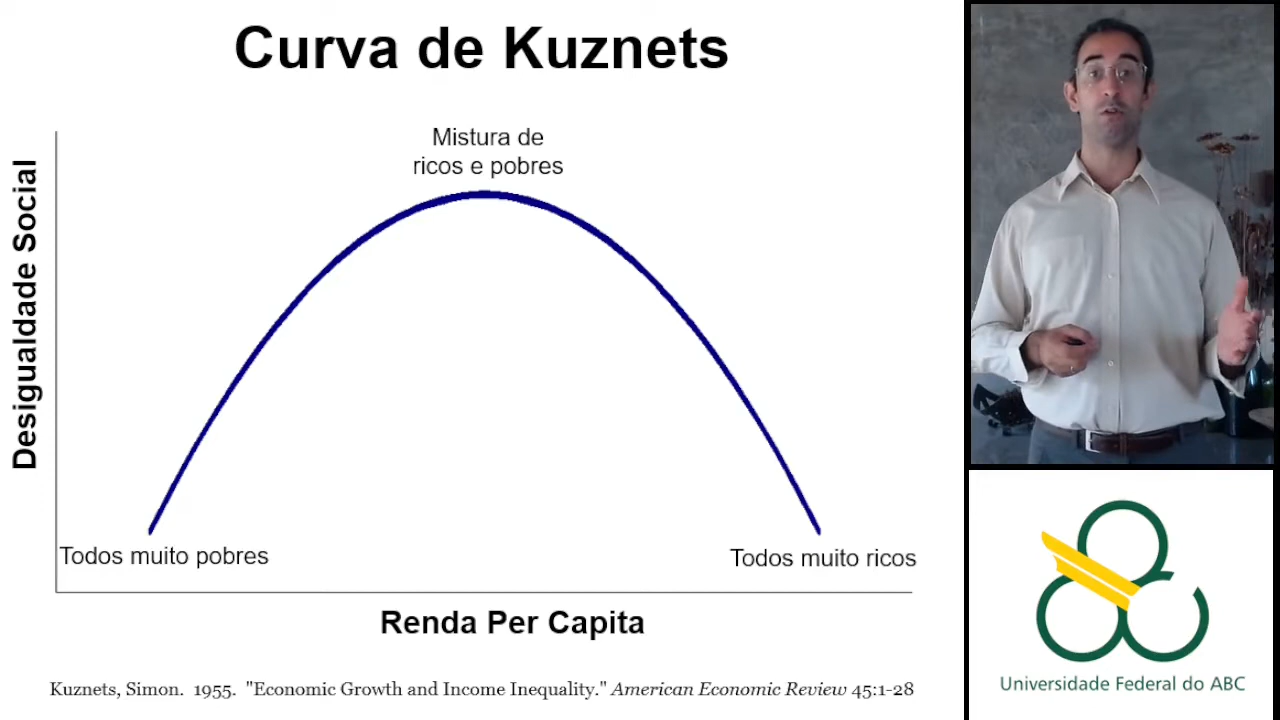 Curva de Kuznets
Mistura de
ricos e pobres
Desigualdade Social
Todos muito pobres
Todos muito ricos
Renda Per Capita
Kuznets, Simon. 1955. "Economic Growth and Income Inequality." American Economic Review 45:1-28
Universidade Federal do ABC